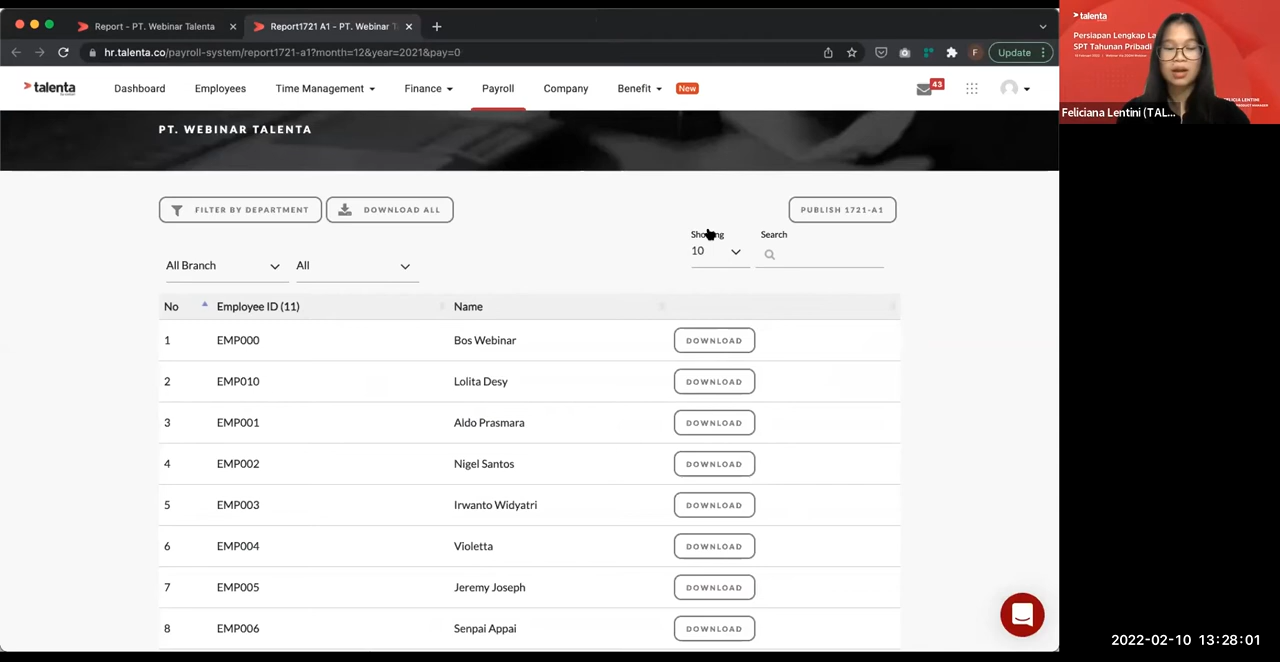 Report - PT. Webinar Talenta
Report1721 A1 - PT. Webinar T
hr.talenta.co/payroll-system/report1721-a1?month=12&year=2021&pay=0
F
Update
talenta
Dashboard
Employees
Time Management
Finance
Payroll
Company
Benefit
New
43
PT. WEBINAR TALENTA
FILTER BY DEPARTMENT
DOWNLOAD ALL
PUBLISH 1721-A1
Showing
10
Search
All Branch
All
No Employee ID (11) Name
1 EMP000 Bos Webinar DOWNLOAD
2 EMP010 Lolita Desy DOWNLOAD
3 EMP001 Aldo Prasmara DOWNLOAD
4 EMP002 Nigel Santos DOWNLOAD
5 EMP003 Irwanto Widyatri DOWNLOAD
6 EMP004 Violetta DOWNLOAD
7 EMP005 Jeremy Joseph DOWNLOAD
8 EMP006 Senpai Appai DOWNLOAD
talenta
Persiapan Lengkap La
SPT Tahunan Pribadi
Feliciana Lentini (TAL...
2022-02-10 13:28:01